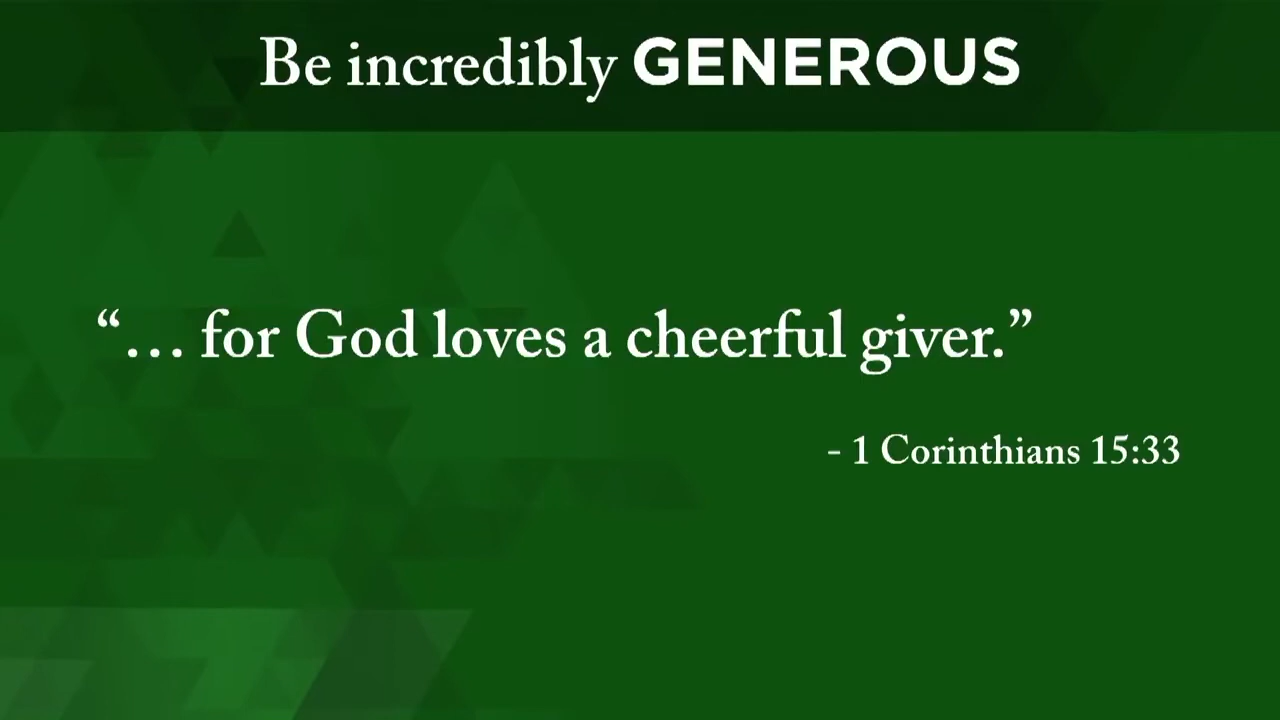 Be incredibly GENEROUS
“... for God loves a cheerful giver.”
- 1 Corinthians 15:33